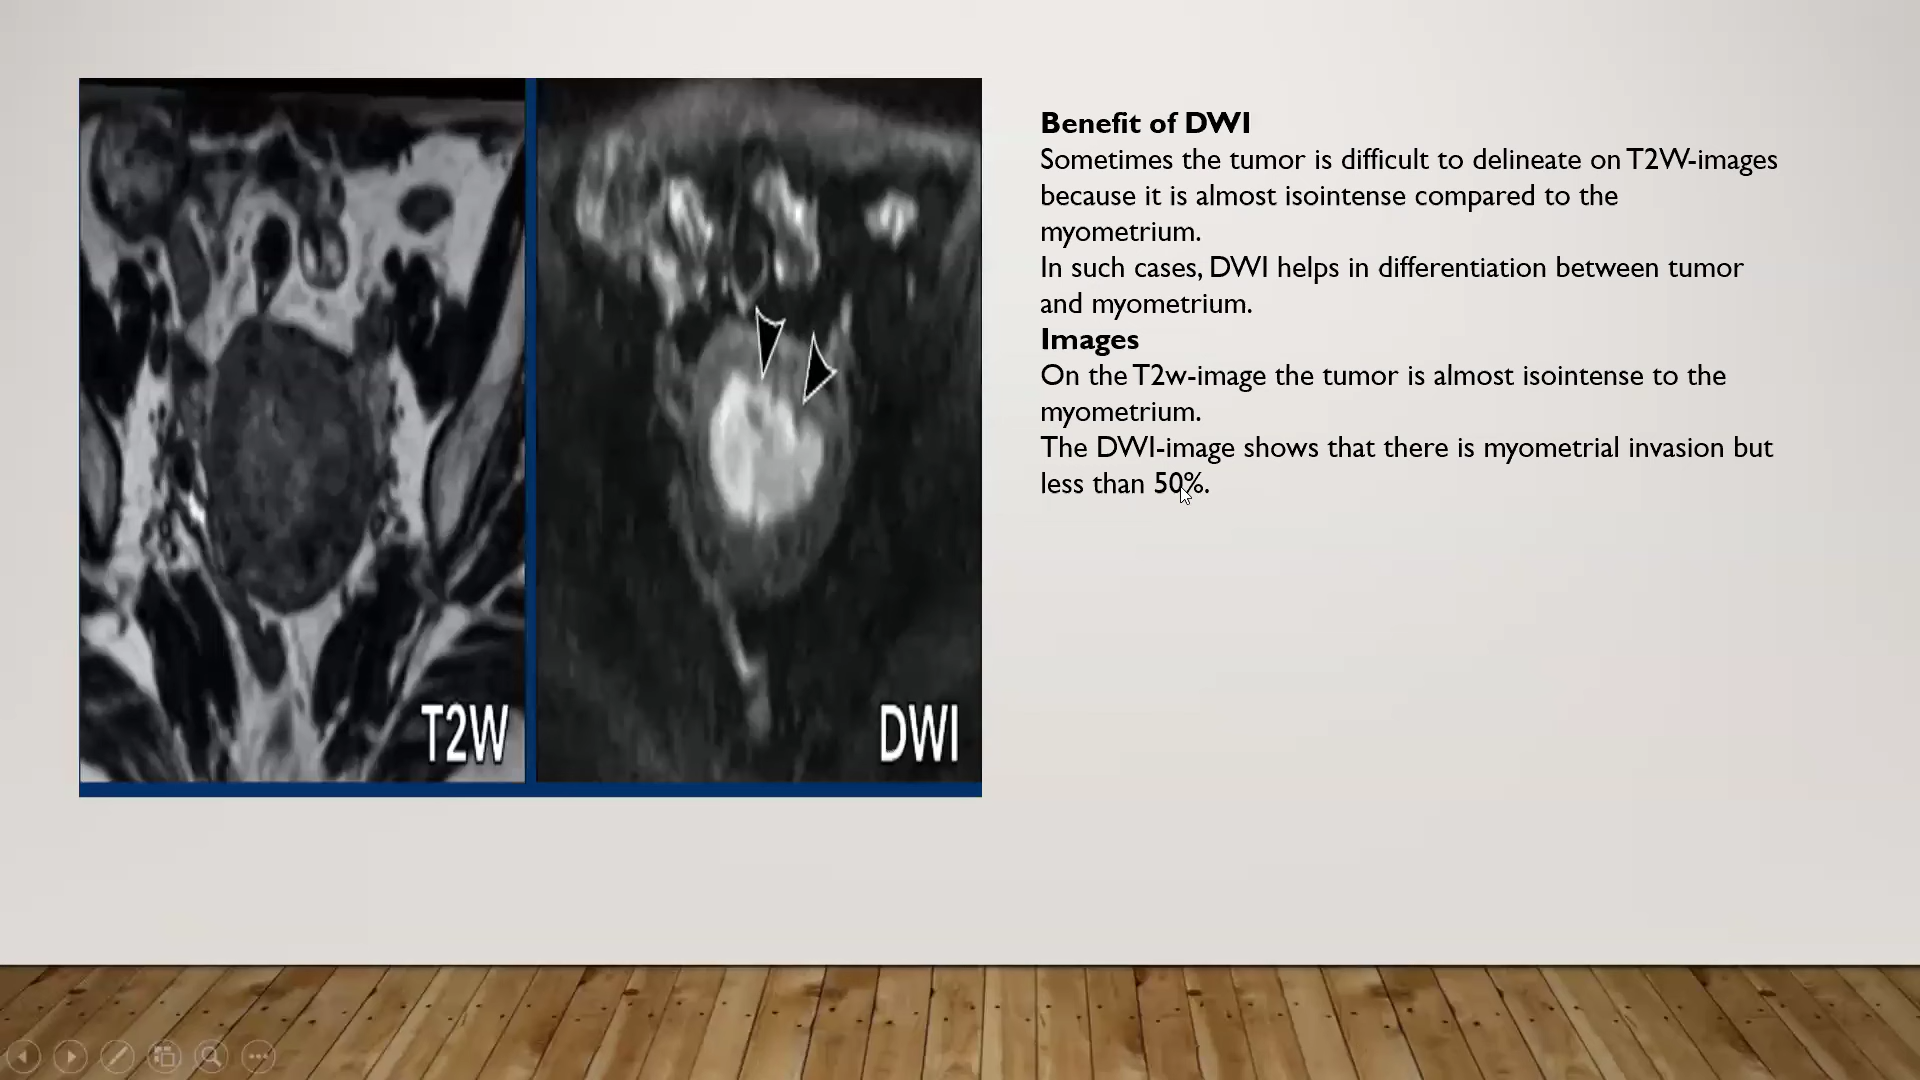 Benefit of DWI
Sometimes the tumor is difficult to delineate on T2W-images
because it is almost isointense compared to the
myometrium.
In such cases, DWI helps in differentiation between tumor
and myometrium.
Images
On the T2w-image the tumor is almost isointense to the
myometrium.
The DWI-image shows that there is myometrial invasion but
less than 50%.
T2W
DWI